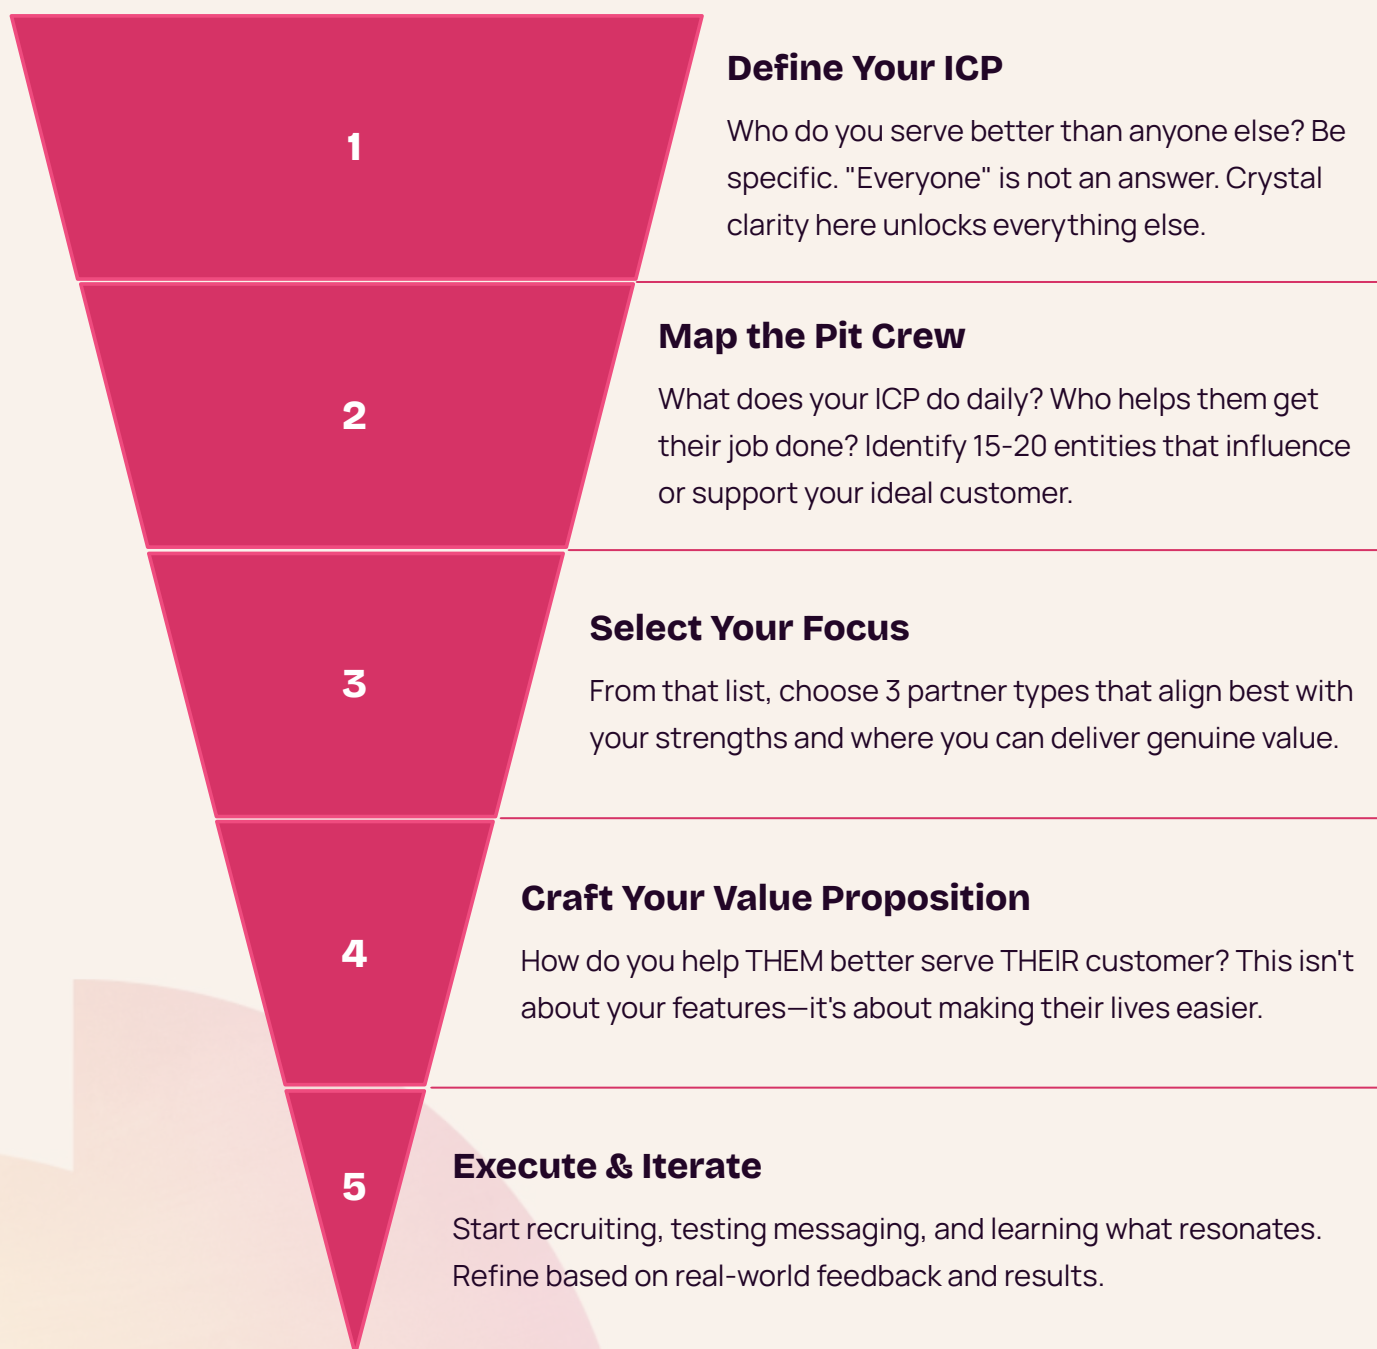 1
Define Your ICP
Who do you serve better than anyone else? Be
specific. "Everyone" is not an answer. Crystal
clarity here unlocks everything else.
2
Map the Pit Crew
What does your ICP do daily? Who helps them get
their job done? Identify 15-20 entities that influence
or support your ideal customer.
3
Select Your Focus
From that list, choose 3 partner types that align best with
your strengths and where you can deliver genuine value.
4
Craft Your Value Proposition
How do you help THEM better serve THEIR customer? This isn't
about your features—it's about making their lives easier.
5
Execute & Iterate
Start recruiting, testing messaging, and learning what resonates.
Refine based on real-world feedback and results.